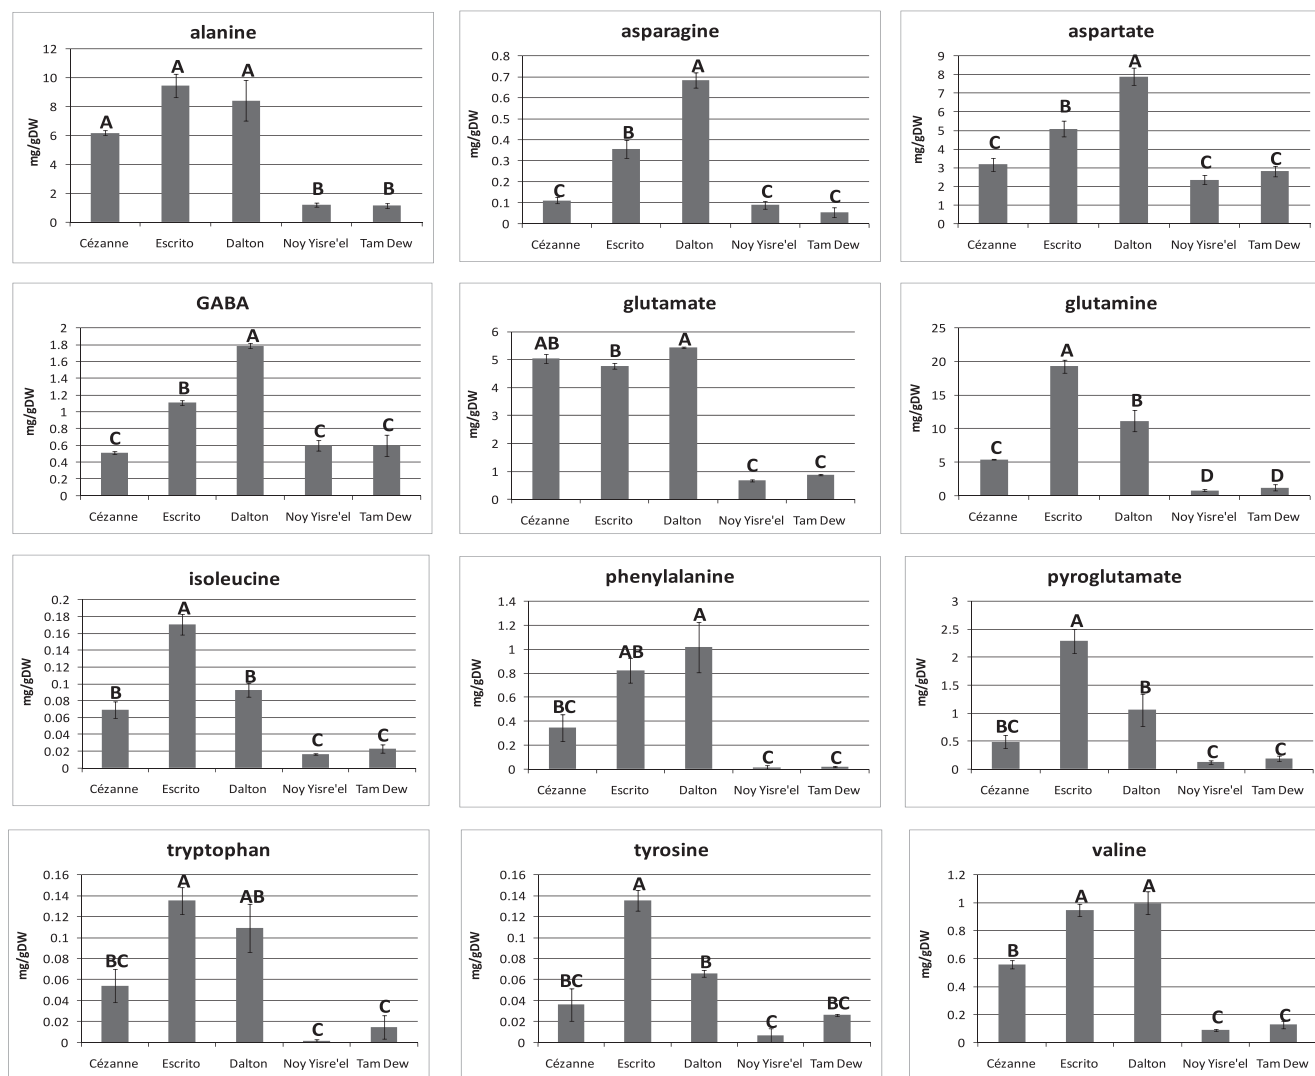 alanine
12
10
8
6
4
2
0
mg/gDW
A
A
A
B
B
Cézanne Escrito Dalton Noy Yisre'el Tam Dew
asparagine
0.8
0.7
0.6
0.5
0.4
0.3
0.2
0.1
0
mg/gDW
C
B
A
C
C
Cézanne Escrito Dalton Noy Yisre'el Tam Dew
aspartate
9
8
7
6
5
4
3
2
1
0
mg/gDW
C
B
A
C
C
Cézanne Escrito Dalton Noy Yisre'el Tam Dew
GABA
2
1.8
1.6
1.4
1.2
1
0.8
0.6
0.4
0.2
0
mg/gDW
C
B
A
C
C
Cézanne Escrito Dalton Noy Yisre'el Tam Dew
glutamate
6
5
4
3
2
1
0
mg/gDW
AB
B
A
C
C
Cézanne Escrito Dalton Noy Yisre'el Tam Dew
glutamine
25
20
15
10
5
0
mg/gDW
C
A
B
D
D
Cézanne Escrito Dalton Noy Yisre'el Tam Dew
isoleucine
0.2
0.18
0.16
0.14
0.12
0.1
0.08
0.06
0.04
0.02
0
mg/gDW
B
A
B
C
C
Cézanne Escrito Dalton Noy Yisre'el Tam Dew
phenylalanine
1.4
1.2
1
0.8
0.6
0.4
0.2
0
mg/gDW
BC
AB
A
C
C
Cézanne Escrito Dalton Noy Yisre'el Tam Dew
pyroglutamate
3
2.5
2
1.5
1
0.5
0
mg/gDW
BC
A
B
C
C
Cézanne Escrito Dalton Noy Yisre'el Tam Dew
tryptophan
0.16
0.14
0.12
0.1
0.08
0.06
0.04
0.02
0
mg/gDW
BC
A
AB
C
C
Cézanne Escrito Dalton Noy Yisre'el Tam Dew
tyrosine
0.16
0.14
0.12
0.1
0.08
0.06
0.04
0.02
0
mg/gDW
BC
A
B
C
BC
Cézanne Escrito Dalton Noy Yisre'el Tam Dew
valine
1.2
1
0.8
0.6
0.4
0.2
0
mg/gDW
B
A
A
C
C
Cézanne Escrito Dalton Noy Yisre'el Tam Dew